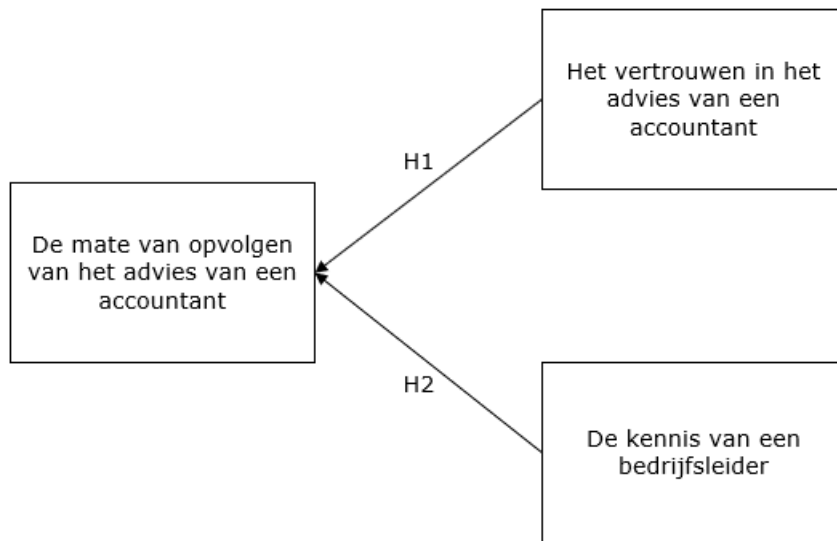 Het vertrouwen in het
advies van een
accountant
H1
De mate van opvolgen
van het advies van een
accountant
H2
De kennis van een
bedrijfsleider